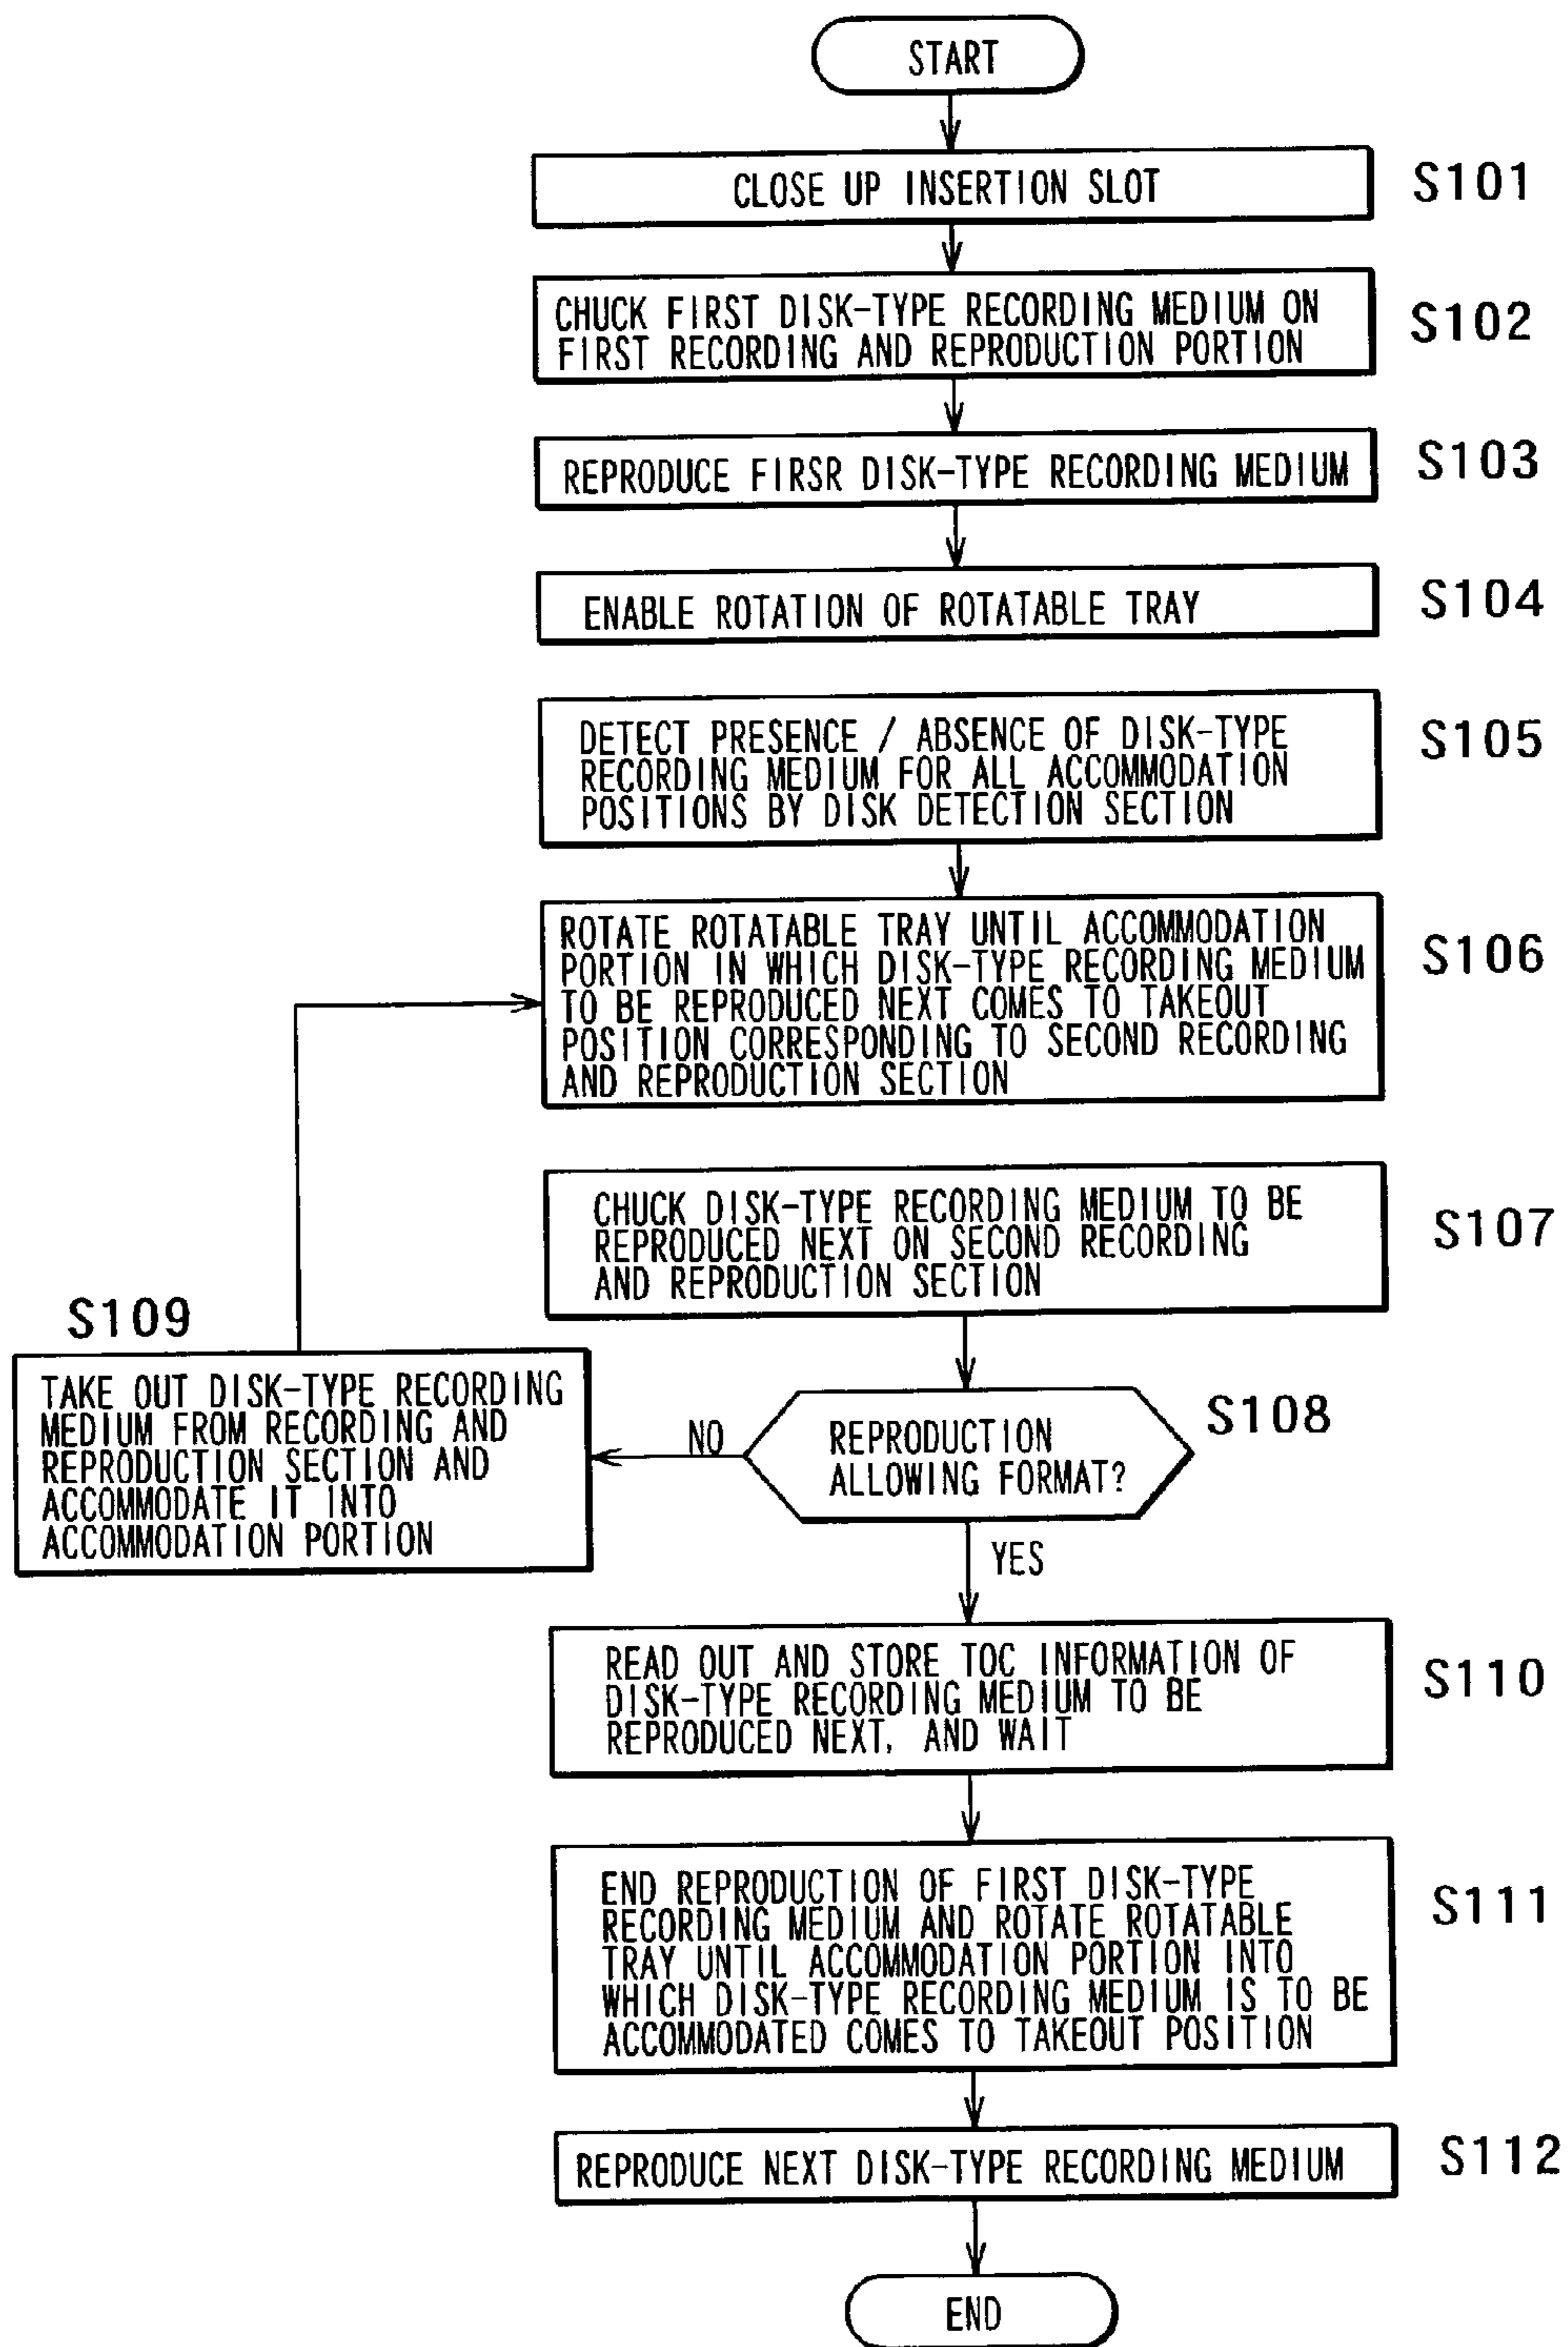 START
CLOSE UP INSERTION SLOT
S101
CHUCK FIRST DISK-TYPE RECORDING MEDIUM ON
FIRST RECORDING AND REPRODUCTION PORTION
S102
REPRODUCE FIRSR DISK-TYPE RECORDING MEDIUM
S103
ENABLE ROTATION OF ROTATABLE TRAY
S104
DETECT PRESENCE / ABSENCE OF DISK-TYPE
RECORDING MEDIUM FOR ALL ACCOMMODATION
POSITIONS BY DISK DETECTION SECTION
S105
ROTATE ROTATABLE TRAY UNTIL ACCOMMODATION
PORTION IN WHICH DISK-TYPE RECORDING MEDIUM
TO BE REPRODUCED NEXT COMES TO TAKEOUT
POSITION CORRESPONDING TO SECOND RECORDING
AND REPRODUCTION SECTION
S106
CHUCK DISK-TYPE RECORDING MEDIUM TO BE
REPRODUCED NEXT ON SECOND RECORDING
AND REPRODUCTION SECTION
S107
REPRODUCTION
ALLOWING FORMAT?
S108
NO
YES
S109
TAKE OUT DISK-TYPE RECORDING
MEDIUM FROM RECORDING AND
REPRODUCTION SECTION AND
ACCOMMODATE IT INTO
ACCOMMODATION PORTION
READ OUT AND STORE TOC INFORMATION OF
DISK-TYPE RECORDING MEDIUM TO BE
REPRODUCED NEXT, AND WAIT
S110
END REPRODUCTION OF FIRST DISK-TYPE
RECORDING MEDIUM AND ROTATE ROTATABLE
TRAY UNTIL ACCOMMODATION PORTION INTO
WHICH DISK-TYPE RECORDING MEDIUM IS TO BE
ACCOMMODATED COMES TO TAKEOUT POSITION
S111
REPRODUCE NEXT DISK-TYPE RECORDING MEDIUM
S112
END